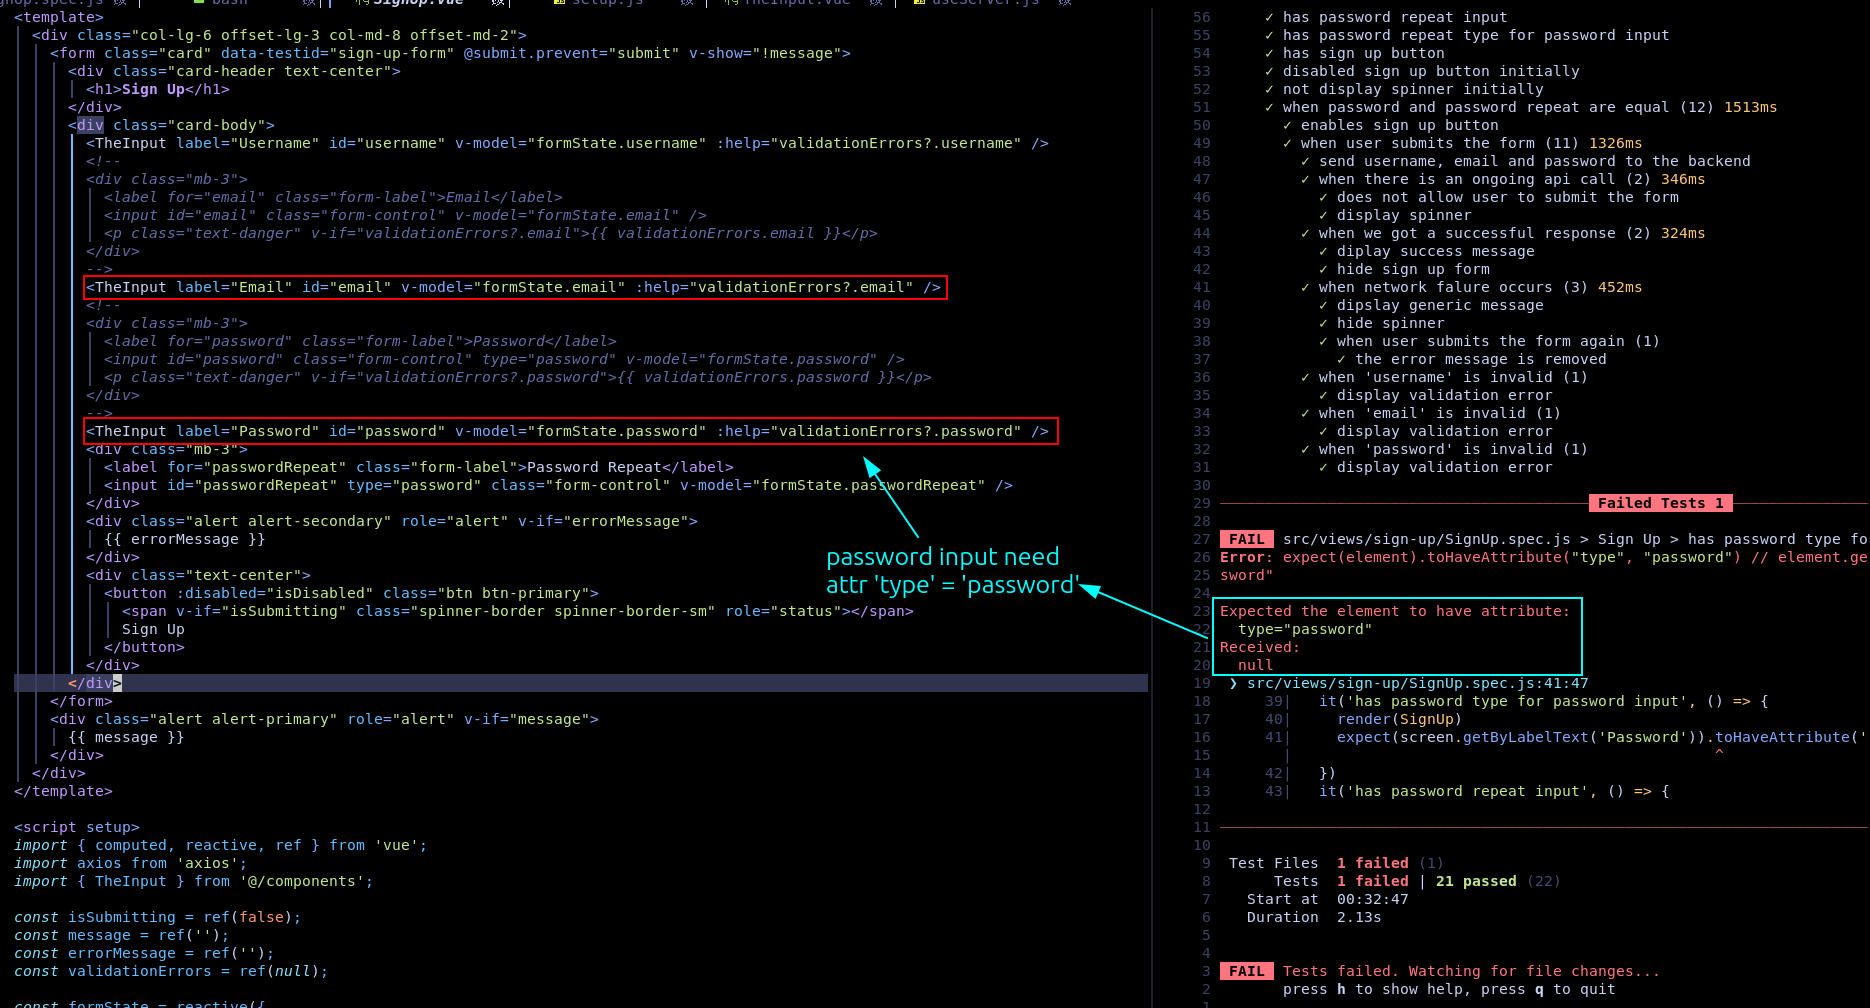 bash
SignUp.vue
setup.js
useServer.js
<template>
<div class="col-lg-6 offset-lg-3 col-md-8 offset-md-2">
<form class="card" data-testid="sign-up-form" @submit.prevent="submit" v-show="!message">
<div class="card-header text-center">
<h1>Sign Up</h1>
</div>
<div class="card-body">
<TheInput label="Username" id="username" v-model="formState.username" :help="validationErrors?.username" />
<!--
<div class="mb-3">
<label for="email" class="form-label">Email</label>
<input id="email" class="form-control" v-model="formState.email" />
<p class="text-danger" v-if="validationErrors?.email">{{ validationErrors.email }}</p>
</div>
-->
<TheInput label="Email" id="email" v-model="formState.email" :help="validationErrors?.email" />
<!--
<div class="mb-3">
<label for="password" class="form-label">Password</label>
<input id="password" class="form-control" type="password" v-model="formState.password" />
<p class="text-danger" v-if="validationErrors?.password">{{ validationErrors.password }}</p>
</div>
-->
<TheInput label="Password" id="password" v-model="formState.password" :help="validationErrors?.password" />
<div class="mb-3">
<label for="passwordRepeat" class="form-label">Password Repeat</label>
<input id="passwordRepeat" type="password" class="form-control" v-model="formState.passwordRepeat" />
</div>
<div class="alert alert-secondary" role="alert" v-if="errorMessage">
{{ errorMessage }}
</div>
<div class="text-center">
<button :disabled="isDisabled" class="btn btn-primary">
<span v-if="isSubmitting" class="spinner-border spinner-border-sm" role="status"></span>
Sign Up
</button>
</div>
</div>
</form>
<div class="alert alert-primary" role="alert" v-if="message">
{{ message }}
</div>
</div>
</template>
<script setup>
import { computed, reactive, ref } from 'vue';
import axios from 'axios';
import { TheInput } from '@/components';
const isSubmitting = ref(false);
const message = ref('');
const errorMessage = ref('');
const validationErrors = ref(null);
const formState = reactive({
password input need
attr 'type' = 'password'
56 ✓ has password repeat input
55 ✓ has password repeat type for password input
54 ✓ has sign up button
53 ✓ disabled sign up button initially
52 ✓ not display spinner initially
51 ✓ when password and password repeat are equal (12) 1513ms
50 ✓ enables sign up button
49 ✓ when user submits the form (11) 1326ms
48 ✓ send username, email and password to the backend
47 ✓ when there is an ongoing api call (2) 346ms
46 ✓ does not allow user to submit the form
45 ✓ display spinner
44 ✓ when we got a successful response (2) 324ms
43 ✓ diplay success message
42 ✓ hide sign up form
41 ✓ when network falure occurs (3) 452ms
40 ✓ dipslay generic message
39 ✓ hide spinner
38 ✓ when user submits the form again (1)
37 ✓ the error message is removed
36 ✓ when 'username' is invalid (1)
35 ✓ display validation error
34 ✓ when 'email' is invalid (1)
33 ✓ display validation error
32 ✓ when 'password' is invalid (1)
31 ✓ display validation error
30
29 Failed Tests 1
28
27 FAIL src/views/sign-up/SignUp.spec.js > Sign Up > has password type fo
26 Error: expect(element).toHaveAttribute("type", "password") // element.ge
25 sword"
24
23 Expected the element to have attribute:
22 type="password"
21 Received:
20 null
19 ❯ src/views/sign-up/SignUp.spec.js:41:47
18 39| it('has password type for password input', () => {
17 40| render(SignUp)
16 41| expect(screen.getByLabelText('Password')).toHaveAttribute('
15 | ^
14 42| })
13 43| it('has password repeat input', () => {
12
11
10
9 Test Files 1 failed (1)
8 Tests 1 failed | 21 passed (22)
7 Start at 00:32:47
6 Duration 2.13s
5
4
3 FAIL Tests failed. Watching for file changes...
2 press h to show help, press q to quit
1